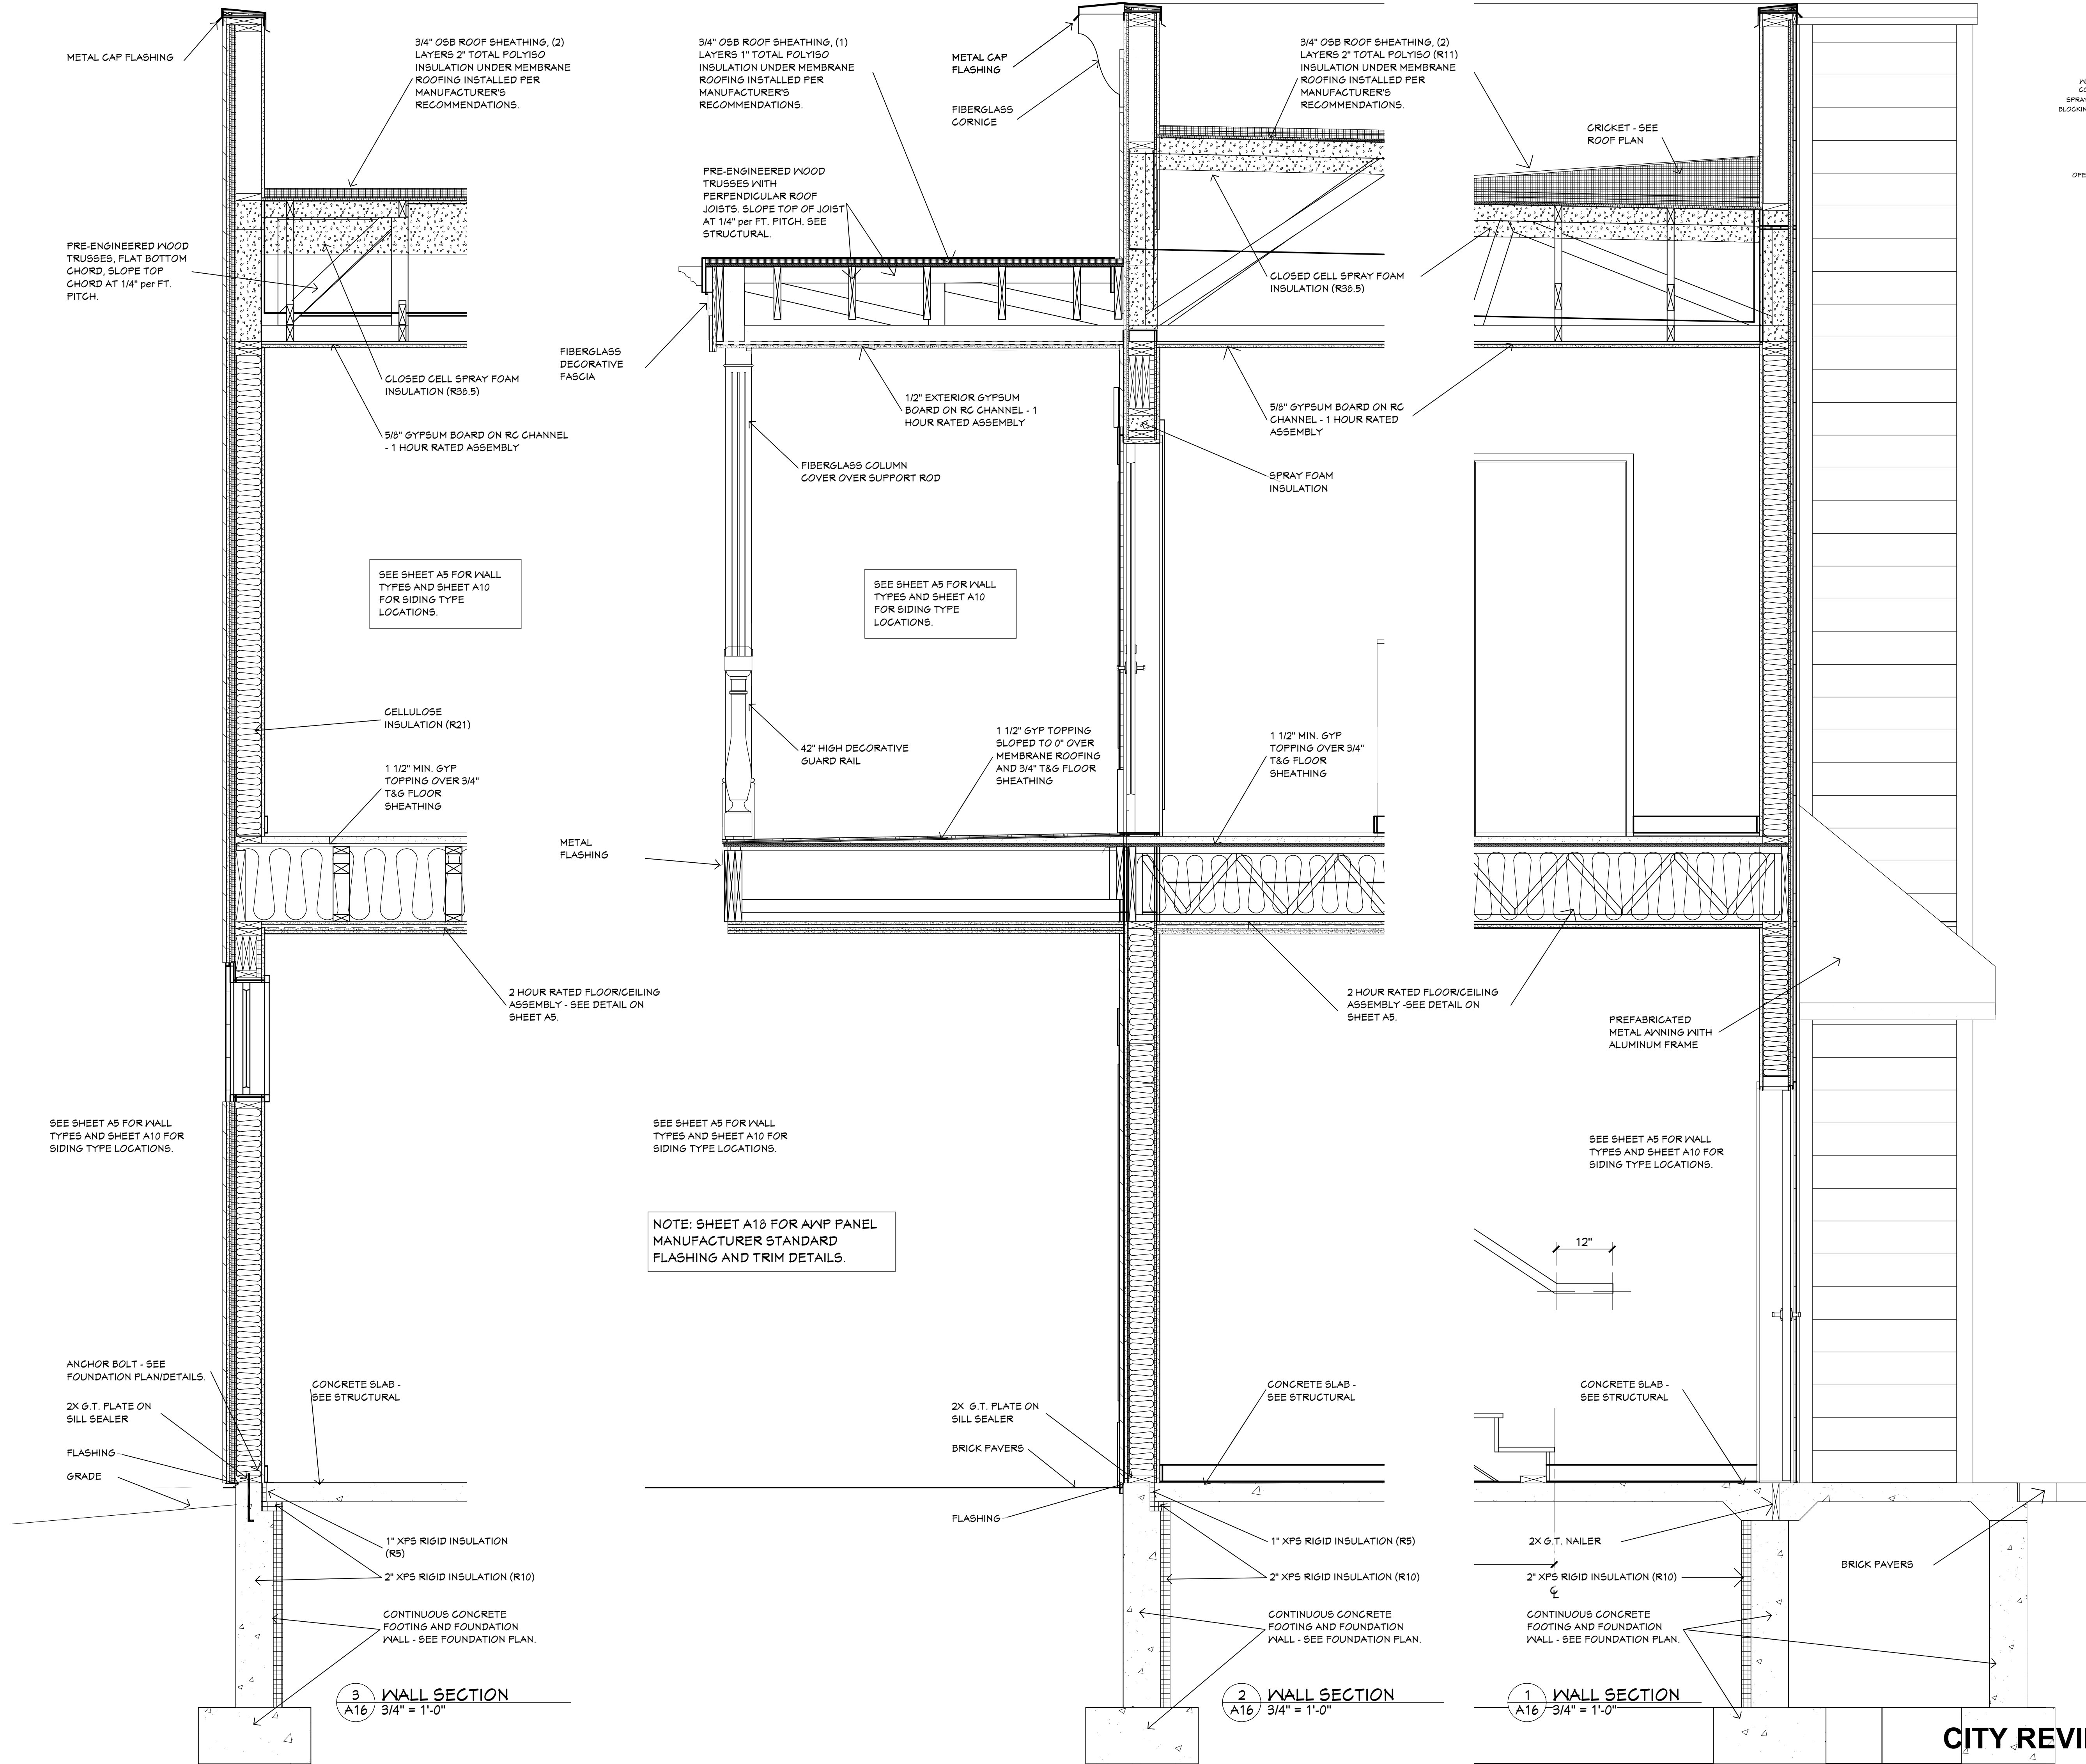 METAL CAP FLASHING
3/4" OSB ROOF SHEATHING, (2)
LAYERS 2" TOTAL POLYISO
INSULATION UNDER MEMBRANE
ROOFING INSTALLED PER
MANUFACTURER'S
RECOMMENDATIONS.
PRE-ENGINEERED WOOD
TRUSSES, FLAT BOTTOM
CHORD, SLOPE TOP
CHORD AT 1/4" per FT.
PITCH.
CLOSED CELL SPRAY FOAM
INSULATION (R38.5)
5/8" GYPSUM BOARD ON RC CHANNEL
- 1 HOUR RATED ASSEMBLY
SEE SHEET A5 FOR WALL
TYPES AND SHEET A10
FOR SIDING TYPE
LOCATIONS.
CELLULOSE
INSULATION (R21)
1 1/2" MIN. GYP
TOPPING OVER 3/4"
T&G FLOOR
SHEATHING
2 HOUR RATED FLOOR/CEILING
ASSEMBLY - SEE DETAIL ON
SHEET A5.
SEE SHEET A5 FOR WALL
TYPES AND SHEET A10 FOR
SIDING TYPE LOCATIONS.
ANCHOR BOLT - SEE
FOUNDATION PLAN/DETAILS.
2X G.T. PLATE ON
SILL SEALER
FLASHING
GRADE
CONCRETE SLAB -
SEE STRUCTURAL
1" XPS RIGID INSULATION
(R5)
2" XPS RIGID INSULATION (R10)
CONTINUOUS CONCRETE
FOOTING AND FOUNDATION
WALL - SEE FOUNDATION PLAN.
3
A16
WALL SECTION
3/4" = 1'-0"
3/4" OSB ROOF SHEATHING, (1)
LAYERS 1" TOTAL POLYISO
INSULATION UNDER MEMBRANE
ROOFING INSTALLED PER
MANUFACTURER'S
RECOMMENDATIONS.
METAL CAP
FLASHING
FIBERGLASS
CORNICE
PRE-ENGINEERED WOOD
TRUSSES WITH
PERPENDICULAR ROOF
JOISTS. SLOPE TOP OF JOIST
AT 1/4" per FT. PITCH. SEE
STRUCTURAL.
FIBERGLASS
DECORATIVE
FASCIA
1/2" EXTERIOR GYPSUM
BOARD ON RC CHANNEL - 1
HOUR RATED ASSEMBLY
FIBERGLASS COLUMN
COVER OVER SUPPORT ROD
SEE SHEET A5 FOR WALL
TYPES AND SHEET A10
FOR SIDING TYPE
LOCATIONS.
42" HIGH DECORATIVE
GUARD RAIL
1 1/2" GYP TOPPING
SLOPED TO 0" OVER
MEMBRANE ROOFING
AND 3/4" T&G FLOOR
SHEATHING
METAL
FLASHING
SEE SHEET A5 FOR WALL
TYPES AND SHEET A10 FOR
SIDING TYPE LOCATIONS.
NOTE: SHEET A18 FOR AWP PANEL
MANUFACTURER STANDARD
FLASHING AND TRIM DETAILS.
2X G.T. PLATE ON
SILL SEALER
BRICK PAVERS
FLASHING
3/4" OSB ROOF SHEATHING, (2)
LAYERS 2" TOTAL POLYISO (R11)
INSULATION UNDER MEMBRANE
ROOFING INSTALLED PER
MANUFACTURER'S
RECOMMENDATIONS.
CLOSED CELL SPRAY FOAM
INSULATION (R38.5)
5/8" GYPSUM BOARD ON RC
CHANNEL - 1 HOUR RATED
ASSEMBLY
SPRAY FOAM
INSULATION
1 1/2" MIN. GYP
TOPPING OVER 3/4"
T&G FLOOR
SHEATHING
2 HOUR RATED FLOOR/CEILING
ASSEMBLY -SEE DETAIL ON
SHEET A5.
CONCRETE SLAB -
SEE STRUCTURAL
1" XPS RIGID INSULATION (R5)
2" XPS RIGID INSULATION (R10)
CONTINUOUS CONCRETE
FOOTING AND FOUNDATION
WALL - SEE FOUNDATION PLAN.
2
A16
WALL SECTION
3/4" = 1'-0"
CRICKET - SEE
ROOF PLAN
PREFABRICATED
METAL AWNING WITH
ALUMINUM FRAME
SEE SHEET A5 FOR WALL
TYPES AND SHEET A10 FOR
SIDING TYPE LOCATIONS.
12"
CONCRETE SLAB -
SEE STRUCTURAL
2X G.T. NAILER
2" XPS RIGID INSULATION (R10)
CONTINUOUS CONCRETE
FOOTING AND FOUNDATION
WALL - SEE FOUNDATION PLAN.
BRICK PAVERS
1
A16
WALL SECTION
3/4" = 1'-0"
CITY